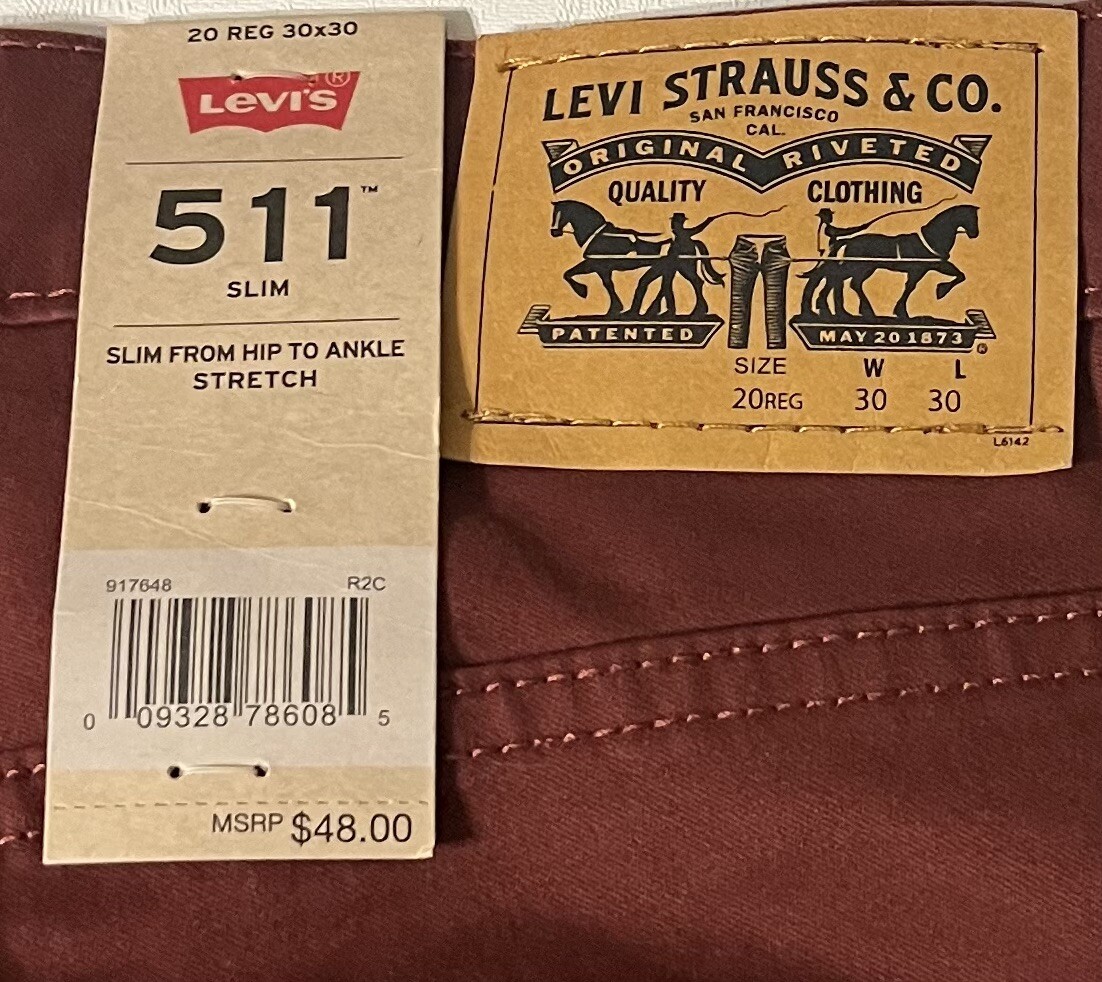 20 REG 30x30
LEVI'S ®
511™
SLIM
SLIM FROM HIP TO ANKLE
STRETCH
917648 R2C
0 09328 78608 5
MSRP $48.00
LEVI STRAUSS & CO.
SAN FRANCISCO
CAL.
ORIGINAL RIVETED
QUALITY CLOTHING
PATENTED MAY 20 1873 ®
SIZE W L
20REG 30 30
L6142